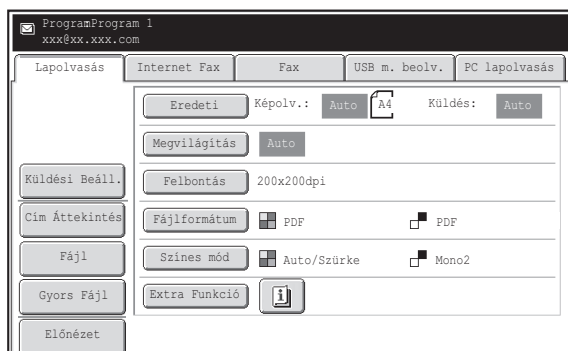 ProgramProgram 1
xxx@xx.xxx.com
Lapolvasás Internet Fax Fax USB m. beolv. PC lapolvasás
Eredeti Képolv.: Auto A4 Küldés: Auto
Megvilágítás Auto
Küldési Beáll. Felbontás 200x200dpi
Cím Áttekintés Fájlformátum PDF PDF
Fájl Színes mód Auto/Szürke Mono2
Gyors Fájl Extra Funkció
Előnézet